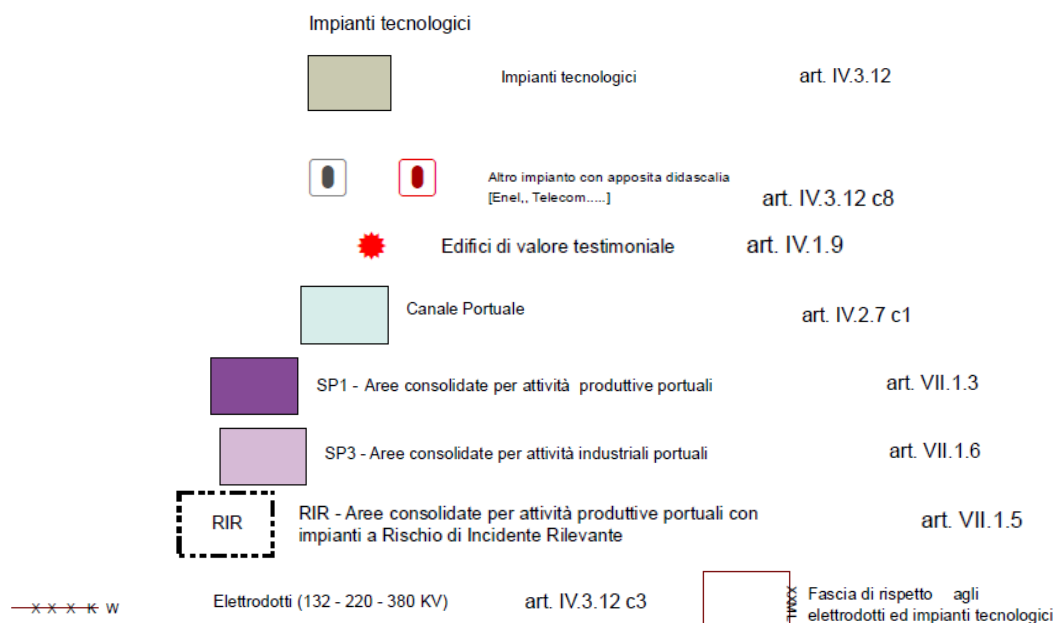 Impianti tecnologici
Impianti tecnologici art. IV.3.12
Altro impianto con apposita didascalia
[Enel,, Telecom.....] art. IV.3.12 c8
Edifici di valore testimoniale art. IV.1.9
Canale Portuale art. IV.2.7 c1
SP1 - Aree consolidate per attività produttive portuali art. VII.1.3
SP3 - Aree consolidate per attività industriali portuali art. VII.1.6
RIR RIR - Aree consolidate per attività produttive portuali con
impianti a Rischio di Incidente Rilevante art. VII.1.5
X X X K W Elettrodotti (132 - 220 - 380 KV) art. IV.3.12 c3
Fascia di rispetto agli
elettrodotti ed impianti tecnologici